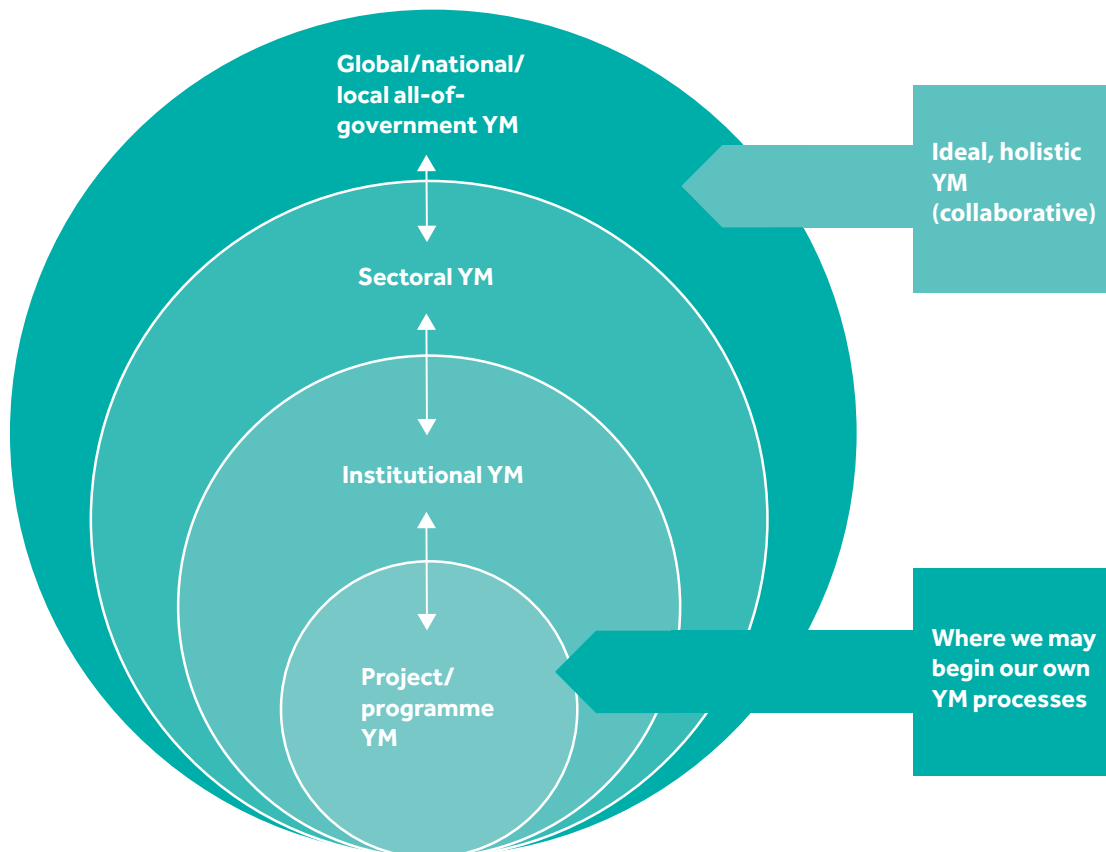 Global/national/
local all-of-
government YM
Ideal, holistic
YM
(collaborative)
Sectoral YM
Institutional YM
Project/
programme
YM
Where we may
begin our own
YM processes